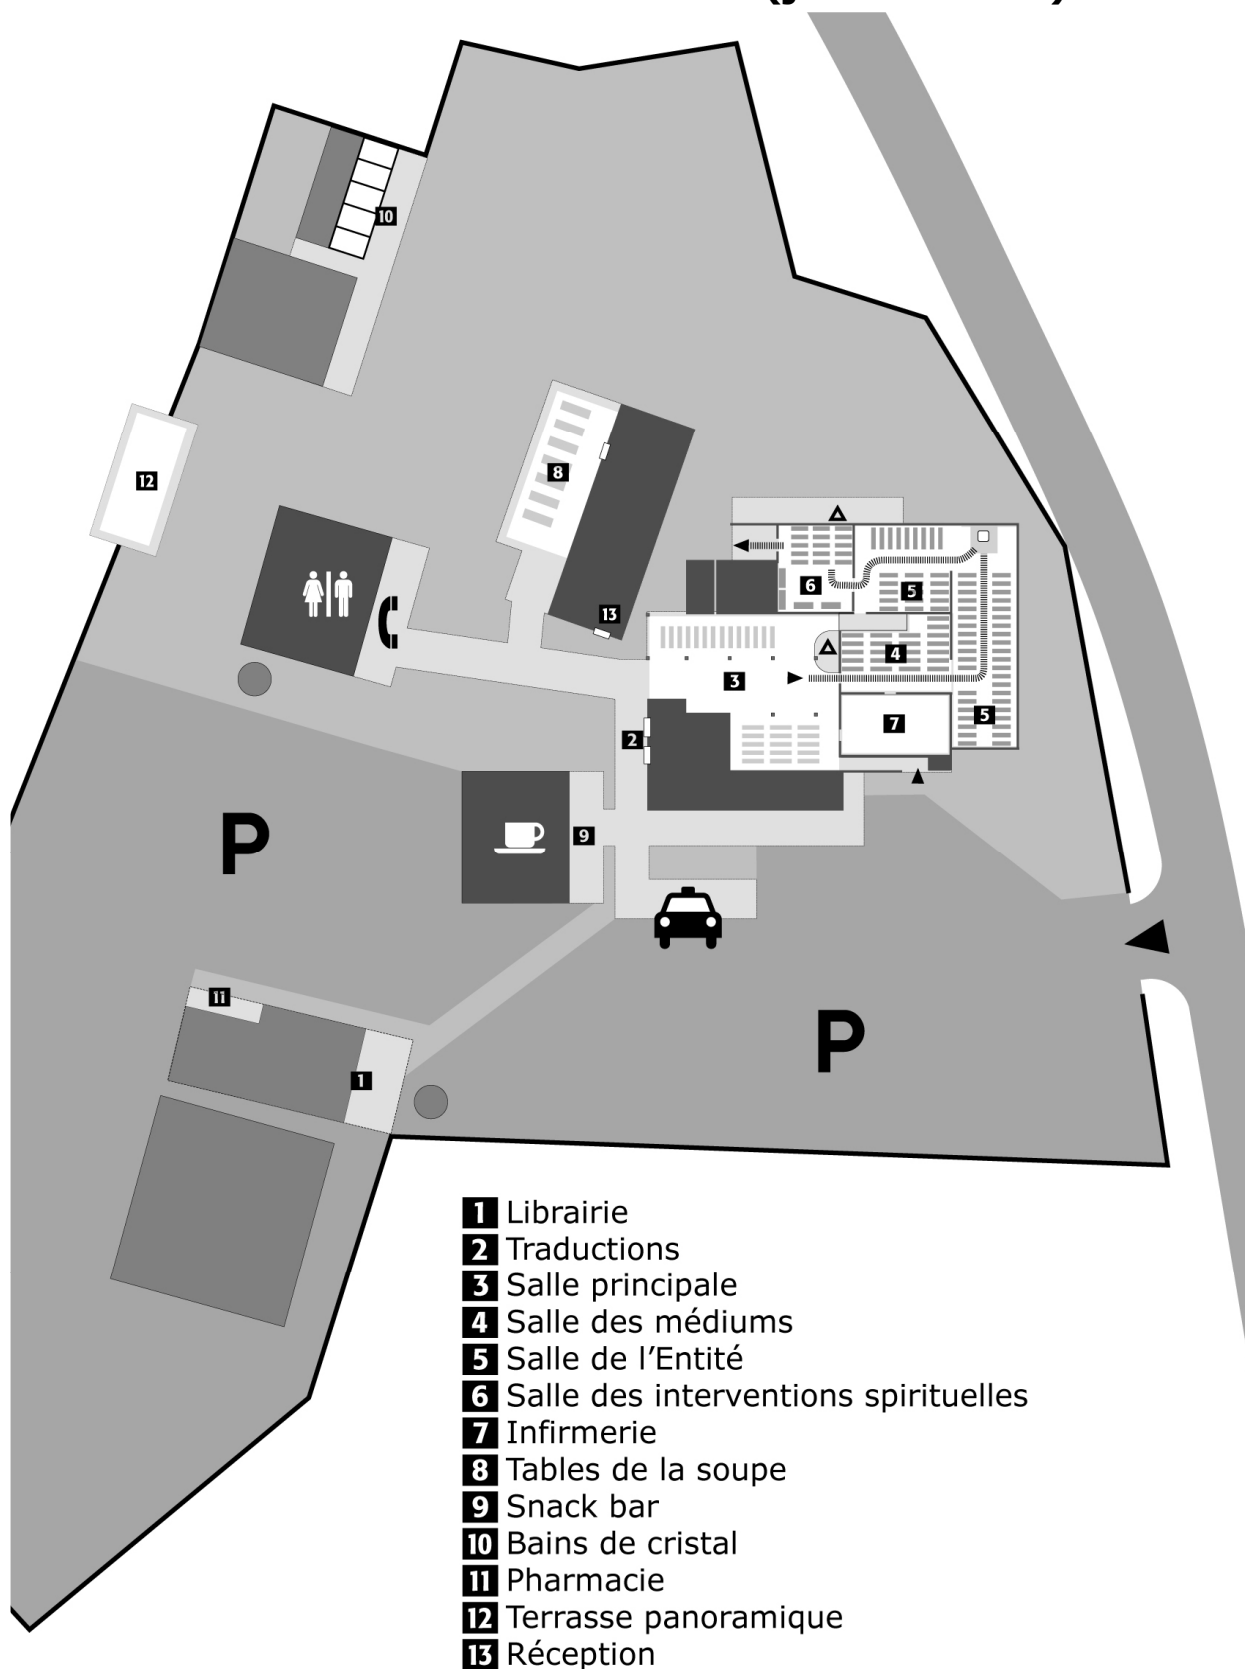 10
12
8
13
6
5
4
3
7
5
2
9
P
P
11
1
1 Librairie
2 Traductions
3 Salle principale
4 Salle des médiums
5 Salle de l’Entité
6 Salle des interventions spirituelles
7 Infirmerie
8 Tables de la soupe
9 Snack bar
10 Bains de cristal
11 Pharmacie
12 Terrasse panoramique
13 Réception